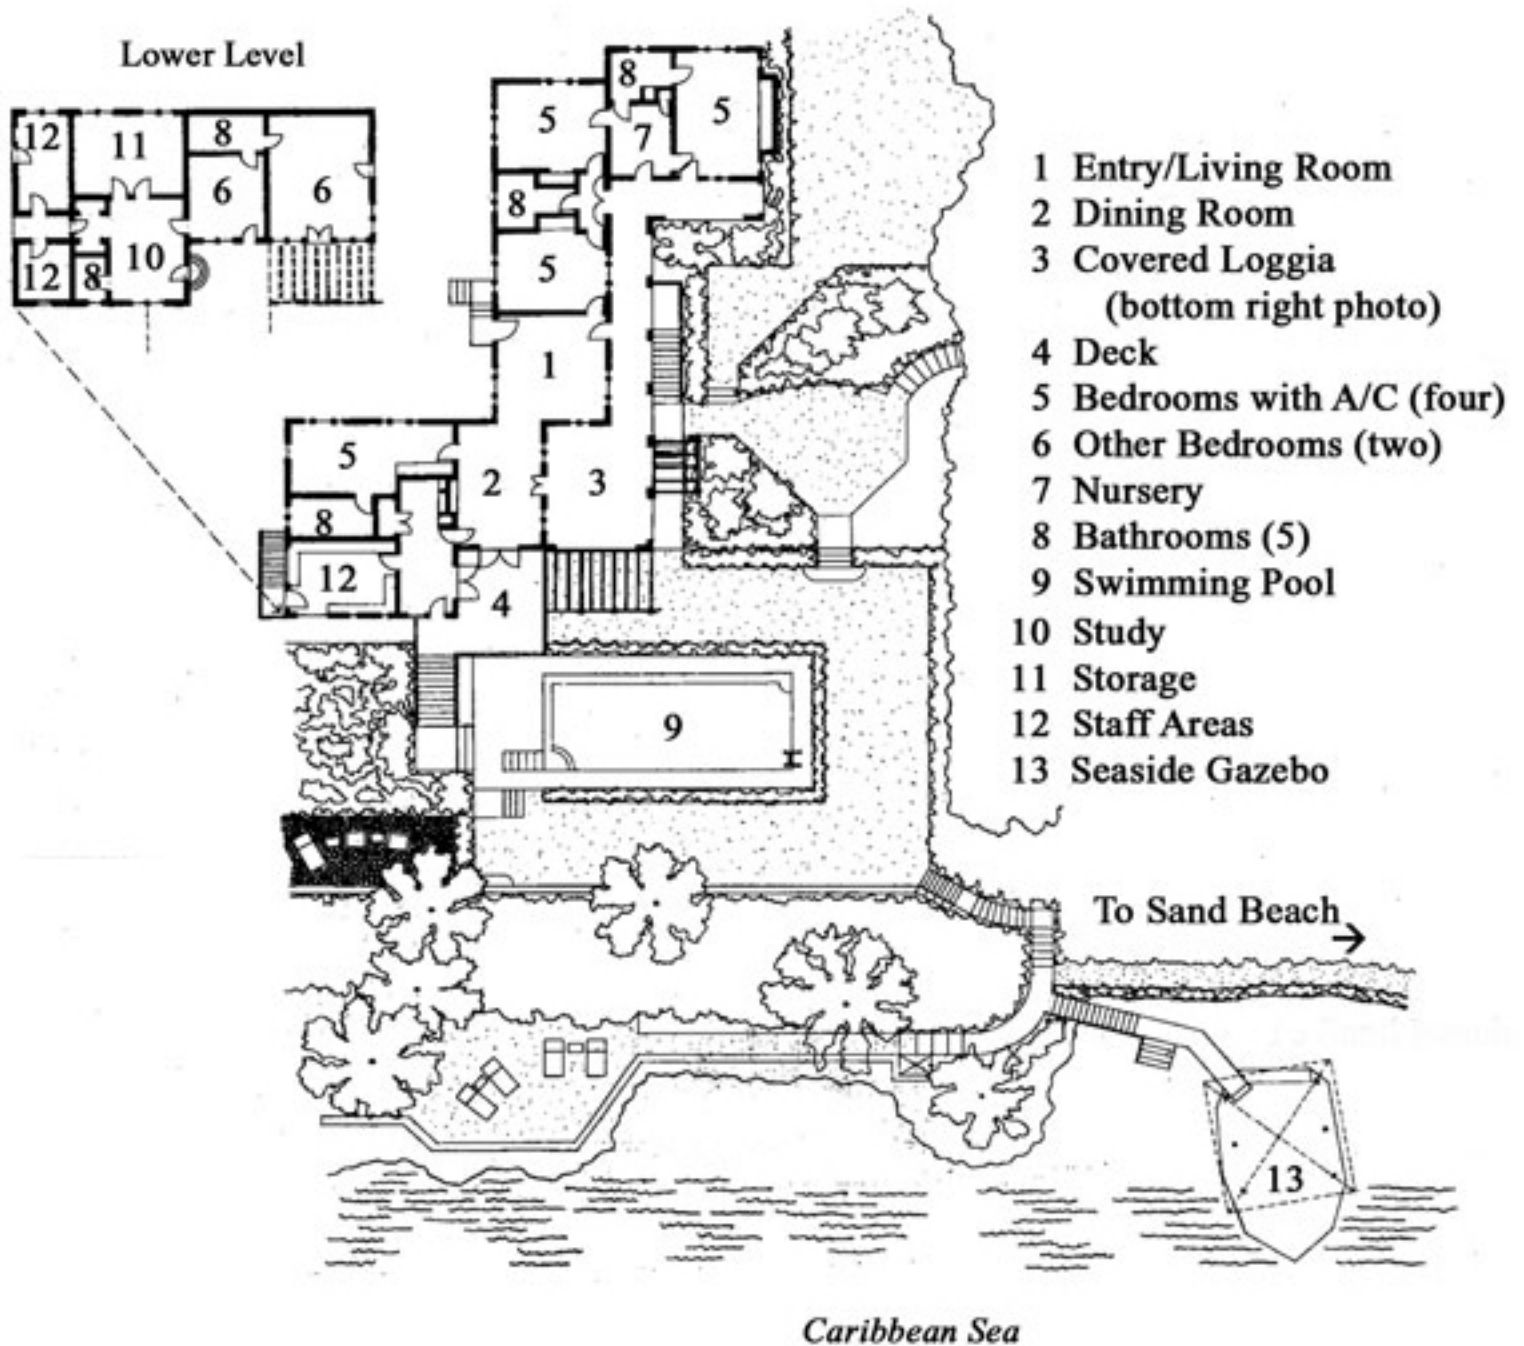 Lower Level
12
11
8
6
6
10
12
8
8
5
5
7
8
5
1
5
2
3
8
12
4
9
1 Entry/Living Room
2 Dining Room
3 Covered Loggia
(bottom right photo)
4 Deck
5 Bedrooms with A/C (four)
6 Other Bedrooms (two)
7 Nursery
8 Bathrooms (5)
9 Swimming Pool
10 Study
11 Storage
12 Staff Areas
13 Seaside Gazebo
To Sand Beach
13
Caribbean Sea